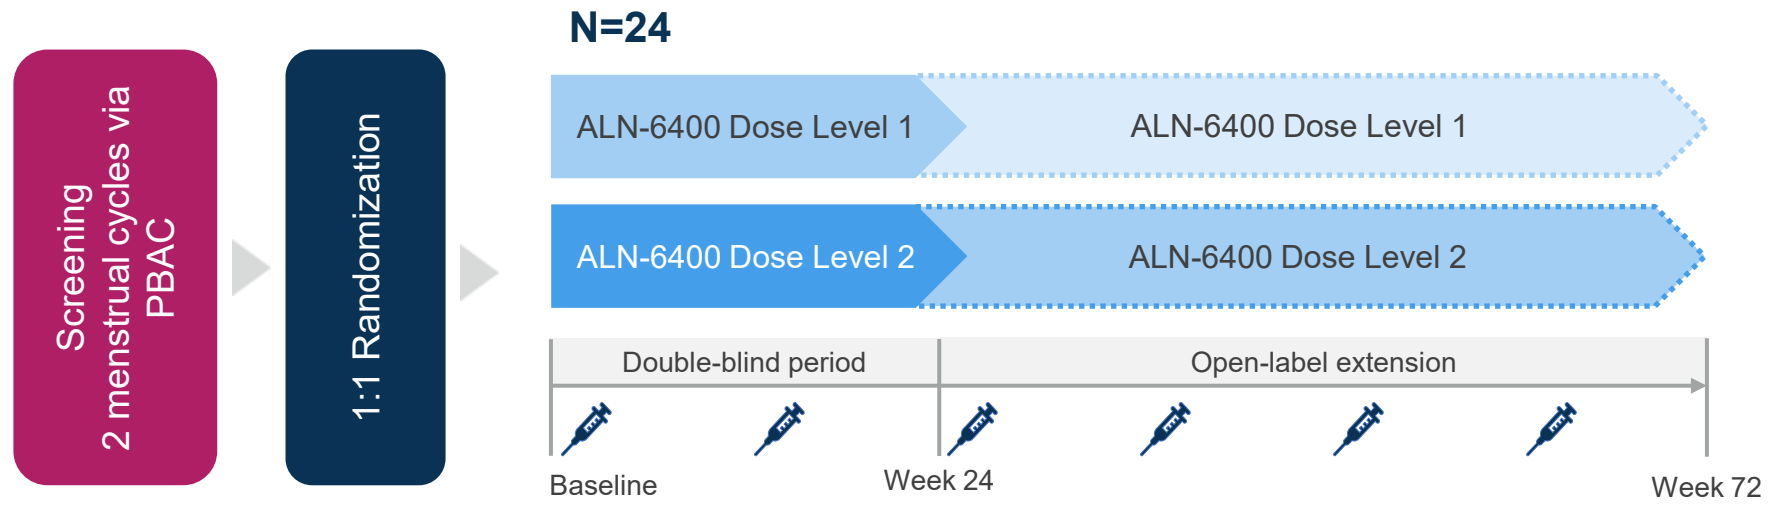 Screening
2 menstrual cycles via
PBAC
1:1 Randomization
N=24
ALN-6400 Dose Level 1
ALN-6400 Dose Level 1
ALN-6400 Dose Level 2
ALN-6400 Dose Level 2
Double-blind period
Open-label extension
Baseline
Week 24
Week 72